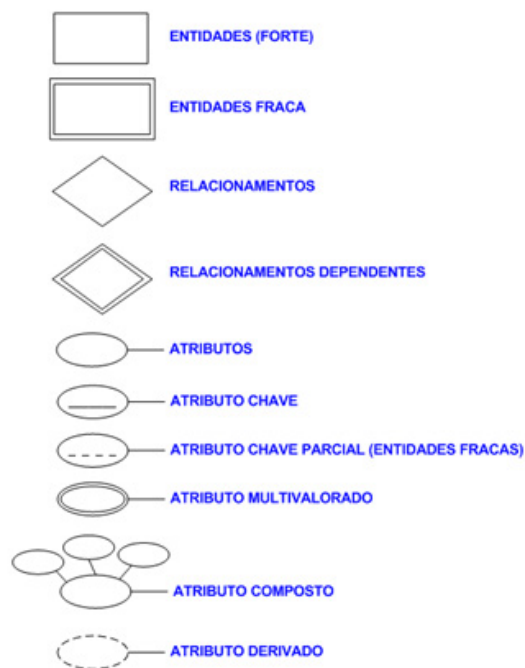 ENTIDADES (FORTE)
ENTIDADES FRACA
RELACIONAMENTOS
RELACIONAMENTOS DEPENDENTES
ATRIBUTOS
ATRIBUTO CHAVE
ATRIBUTO CHAVE PARCIAL (ENTIDADES FRACAS)
ATRIBUTO MULTIVALORADO
ATRIBUTO COMPOSTO
ATRIBUTO DERIVADO